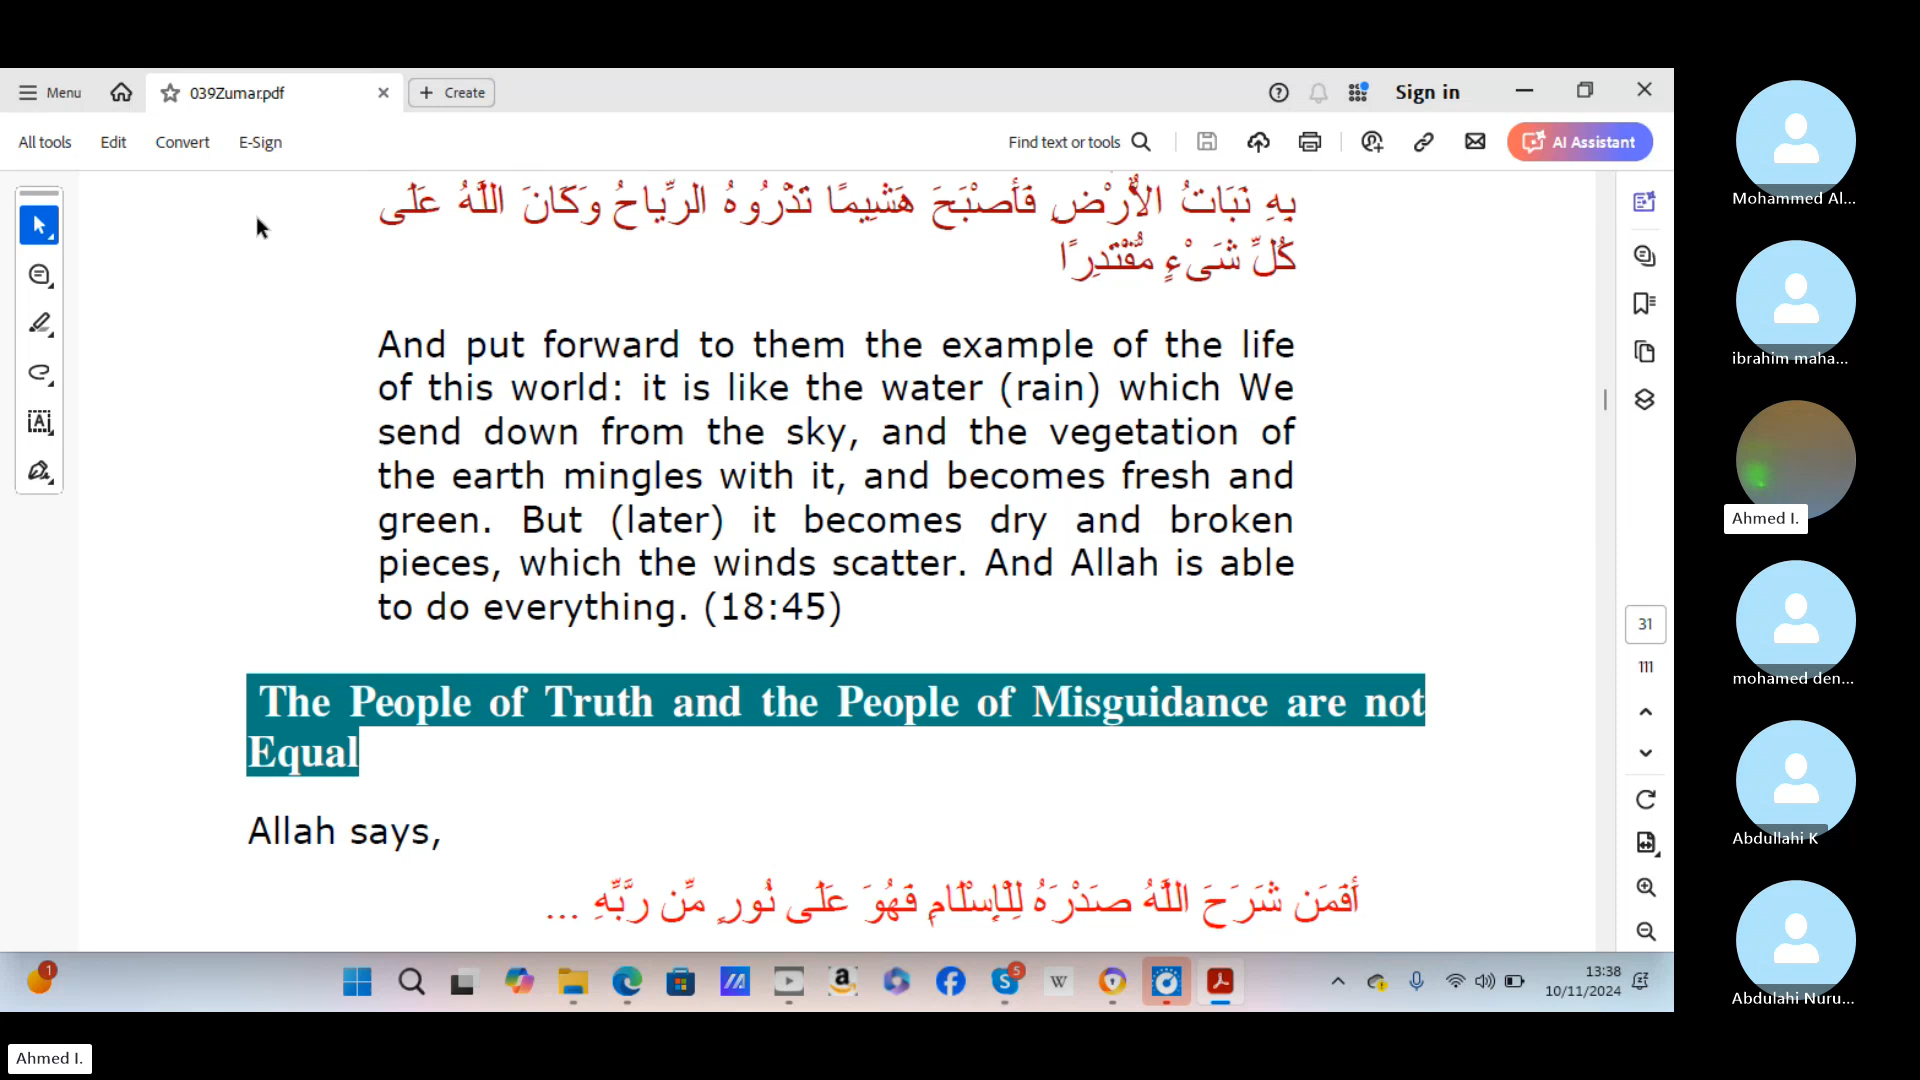 Menu
039Zumar.pdf
Create
Sign in
All tools
Edit
Convert
E-Sign
Find text or tools
AI Assistant
بِهِ نَبَاتُ الاٌّرْضِ فَأَصْبَحَ هَشِيمًا تَذْرُوهُ الرِّياحُ وَكَانَ اللَّهُ عَلَى
كُلِّ شَىْءٍ مُّقْتَدِرًا
And put forward to them the example of the life
of this world: it is like the water (rain) which We
send down from the sky, and the vegetation of
the earth mingles with it, and becomes fresh and
green. But (later) it becomes dry and broken
pieces, which the winds scatter. And Allah is able
to do everything. (18:45)
The People of Truth and the People of Misguidance are not
Equal
Allah says,
أَفَمَن شَرَحَ اللَّهُ صَدْرَهُ لِلْإِسْلَامِ فَهُوَ عَلَى نُورٍ مِّن رَّبِّهِ ...
31
111
1
5
13:38
10/11/2024
Mohammed Al...
ibrahim maha...
Ahmed I.
mohamed den...
Abdullahi K
Abdulahi Nuru...
Ahmed I.